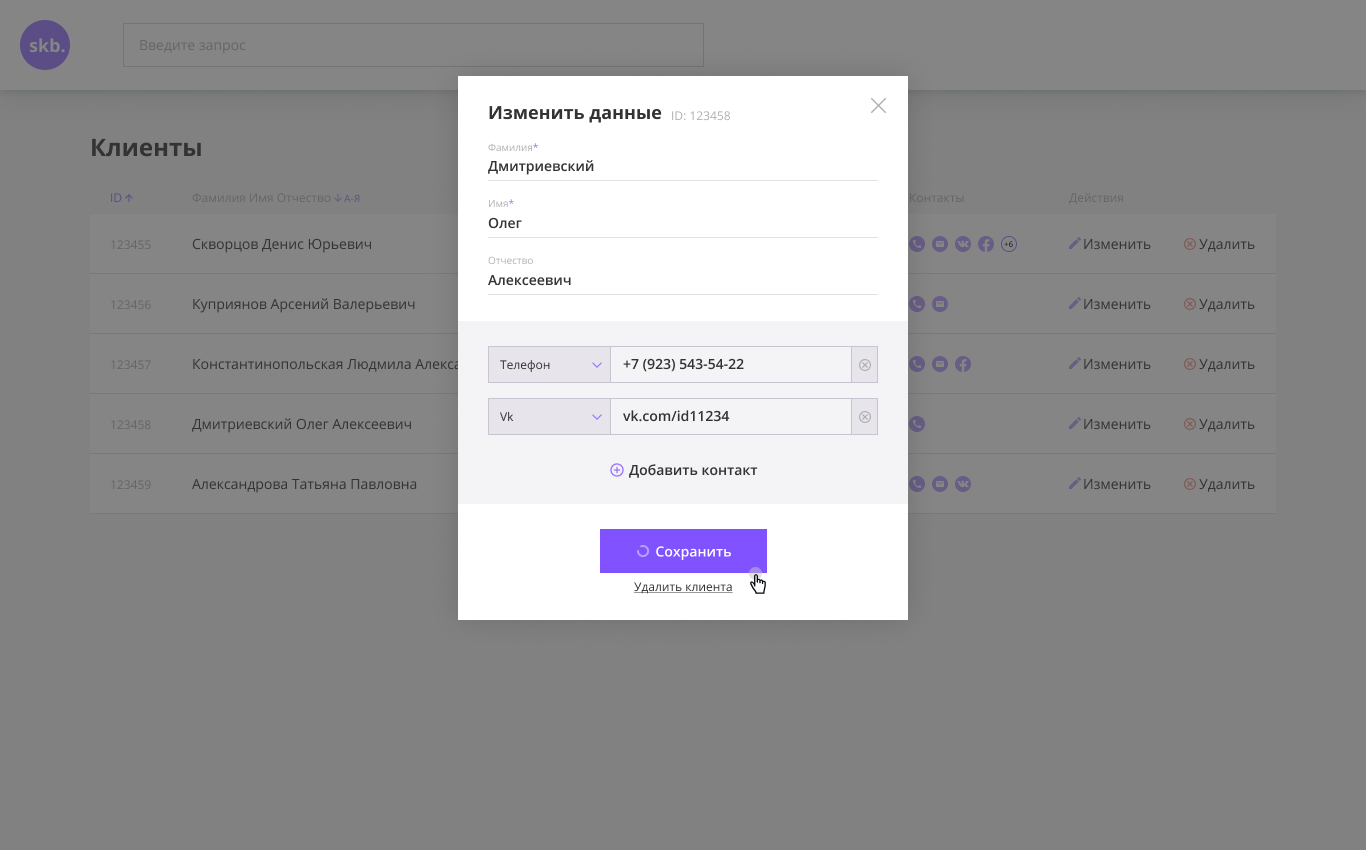 skb.
Введите запрос
Изменить данные ID: 123458
Фамилия*
Дмитриевский
Имя*
Олег
Отчество
Алексеевич
Телефон +7 (923) 543-54-22
Vk vk.com/id11234
Добавить контакт
Сохранить
Удалить клиента
Клиенты
ID Фамилия Имя Отчество А-Я Контакты Действия
123455 Скворцов Денис Юрьевич +6 Изменить Удалить
123456 Куприянов Арсений Валерьевич Изменить Удалить
123457 Константинопольская Людмила Алекса Изменить Удалить
123458 Дмитриевский Олег Алексеевич Изменить Удалить
123459 Александрова Татьяна Павловна Изменить Удалить